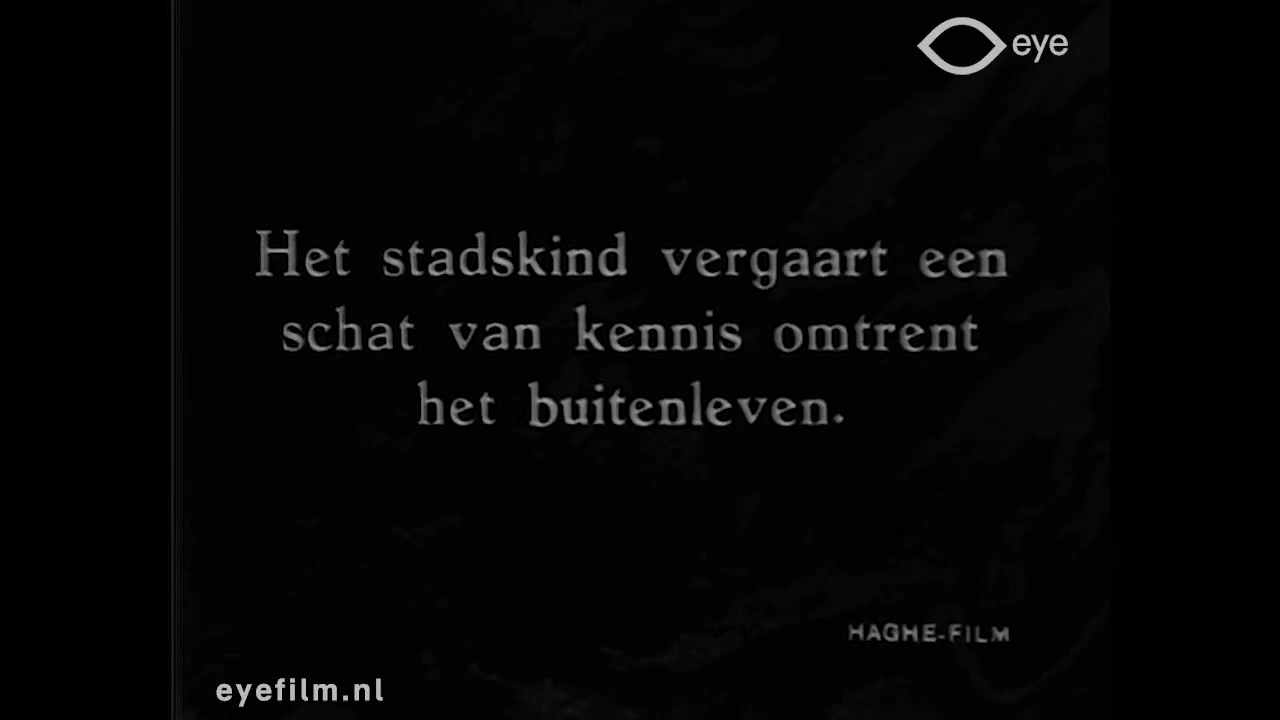 eye
Het stadskind vergaart een
schat van kennis omtrent
het buitenleven.
HAGHE-FILM
eyefilm.nl